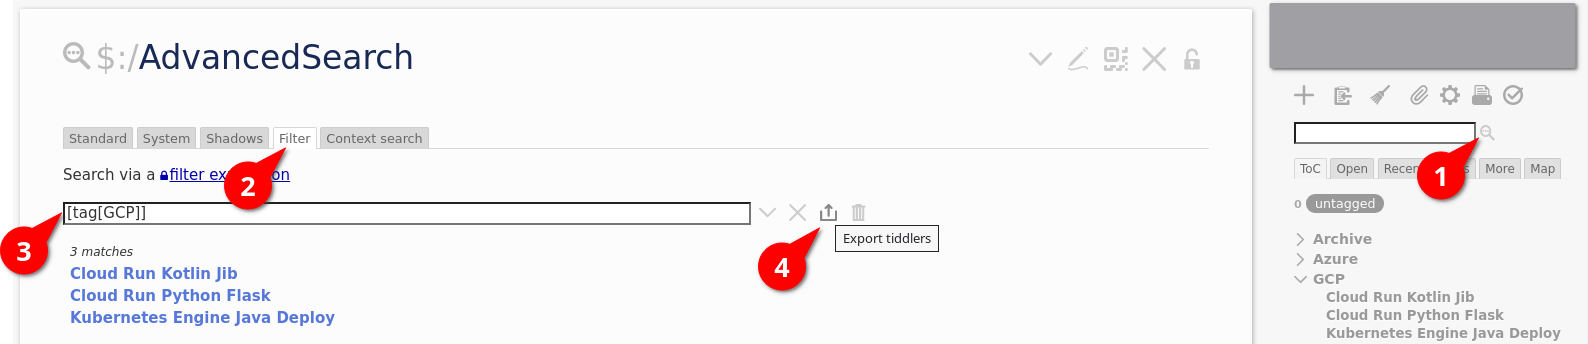 $:/AdvancedSearch
Standard System Shadows Filter Context search
Search via a filter ex on
2
[tag[GCP]]
3
Export tiddlers
4
3 matches
Cloud Run Kotlin Jib
Cloud Run Python Flask
Kubernetes Engine Java Deploy
1
ToC Open Recen s More Map
0 untagged
Archive
Azure
GCP
Cloud Run Kotlin Jib
Cloud Run Python Flask
Kubernetes Engine Java Deploy